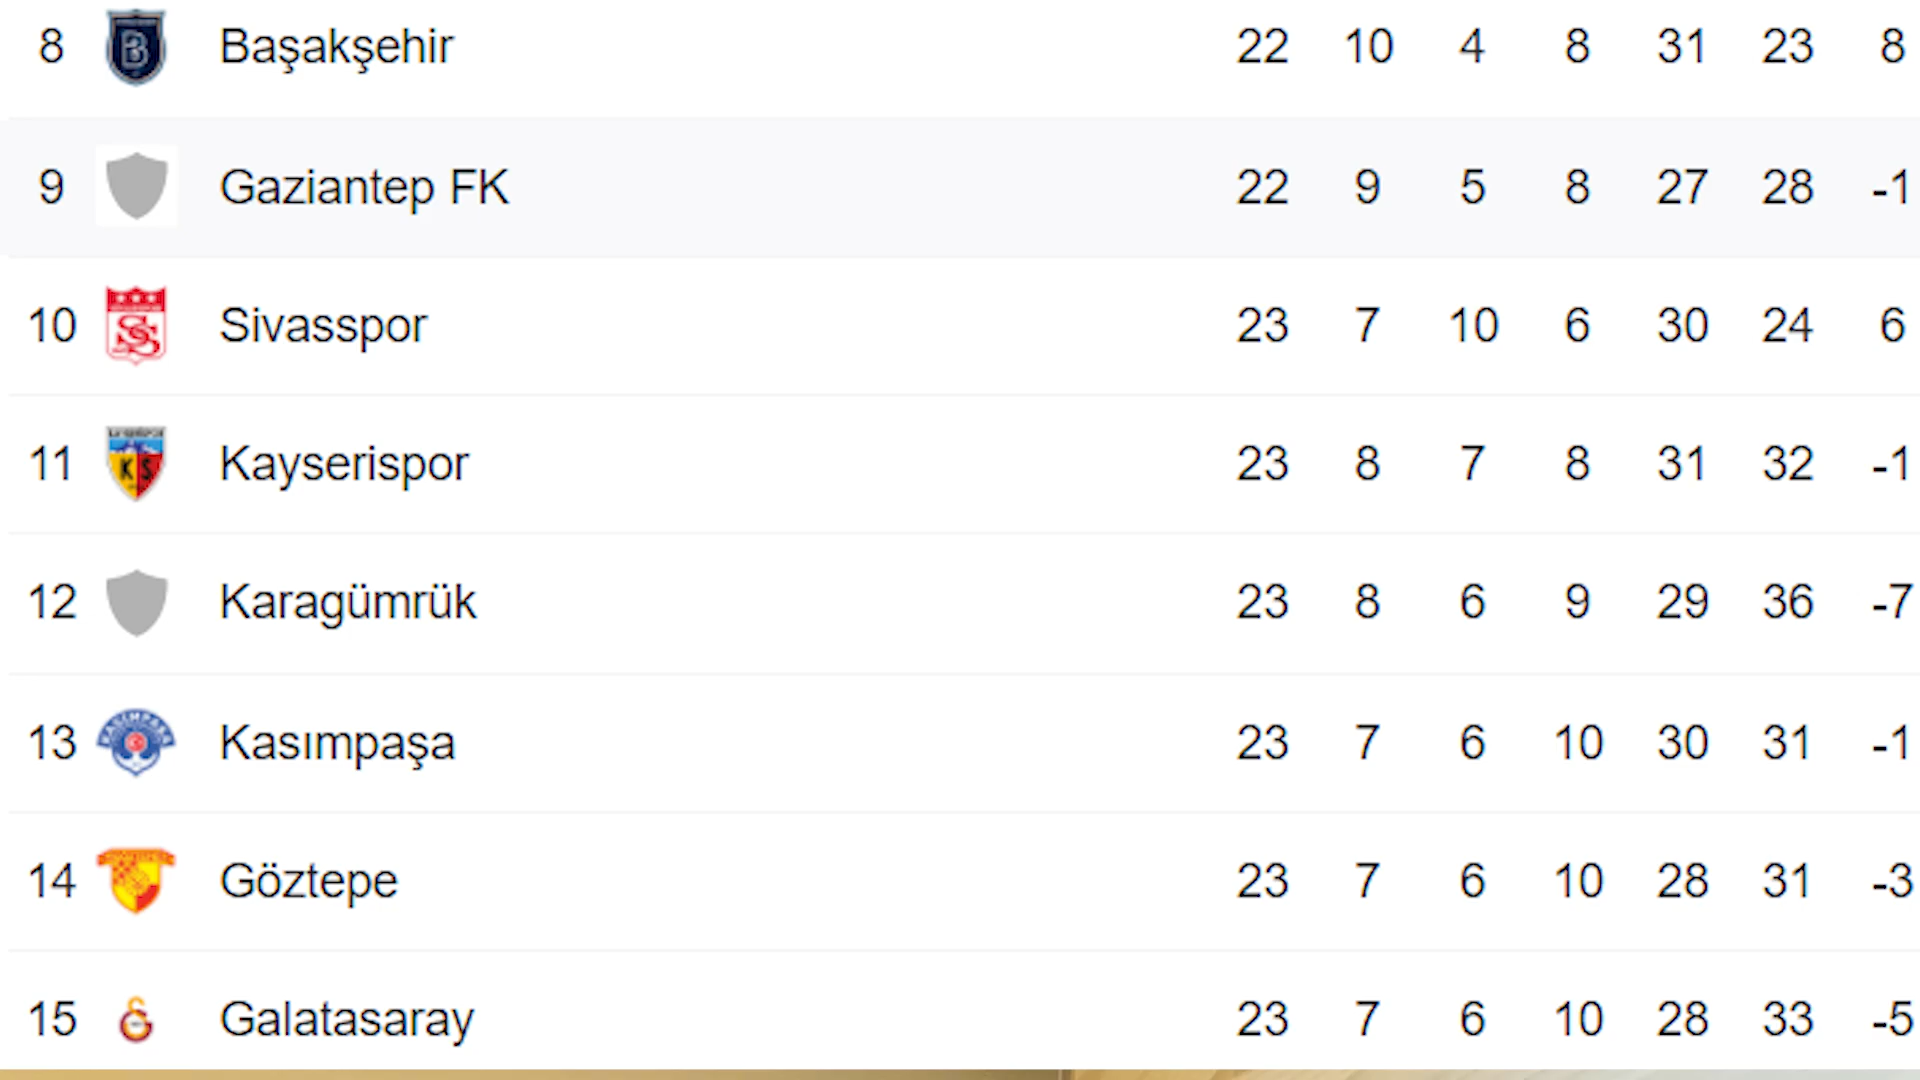 8 Başakşehir 22 10 4 8 31 23 8
9 Gaziantep FK 22 9 5 8 27 28 -1
10 Sivasspor 23 7 10 6 30 24 6
11 Kayserispor 23 8 7 8 31 32 -1
12 Karagümrük 23 8 6 9 29 36 -7
13 Kasımpaşa 23 7 6 10 30 31 -1
14 Göztepe 23 7 6 10 28 31 -3
15 Galatasaray 23 7 6 10 28 33 -5